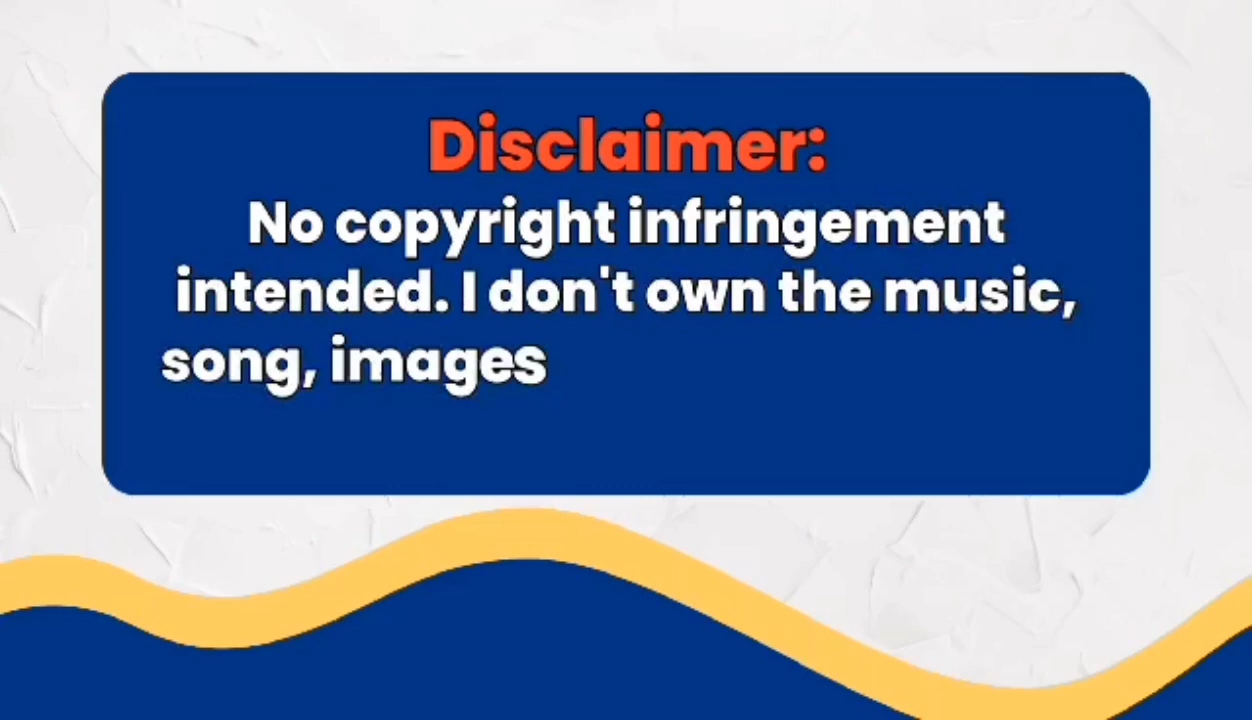 Disclaimer:
No copyright infringement
intended. I don't own the music,
song, images